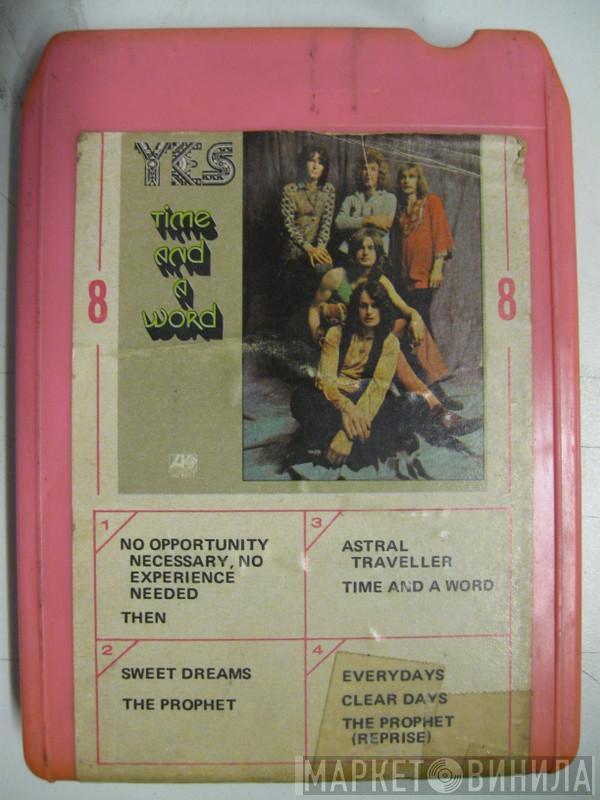 YES
Time
AND
A
WORD
8
8
1
NO OPPORTUNITY
NECESSARY, NO
EXPERIENCE
NEEDED
THEN
2
SWEET DREAMS
THE PROPHET
3
ASTRAL
TRAVELLER
TIME AND A WORD
4
EVERYDAYS
CLEAR DAYS
THE PROPHET
(REPRISE)
МАРКЕТ ВИНИЛА